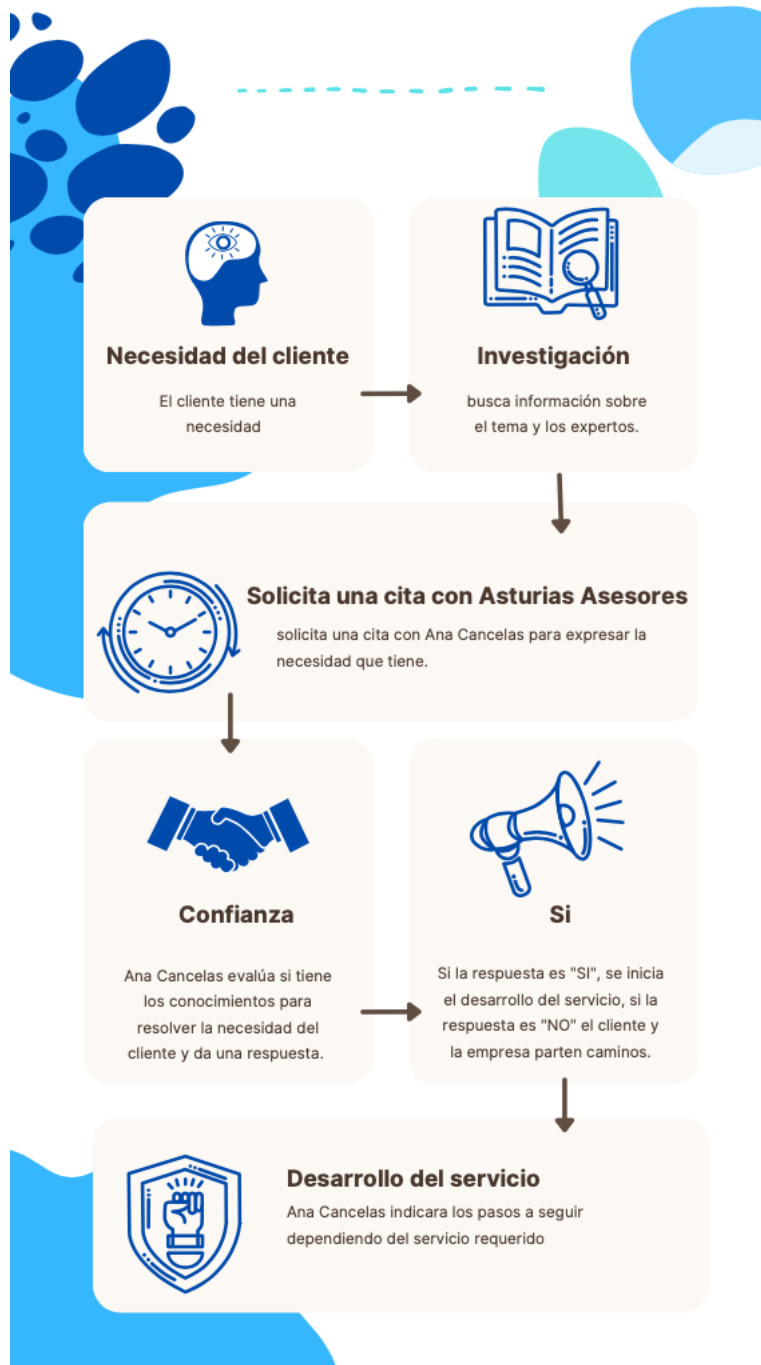 Necesidad del cliente
El cliente tiene una
necesidad
Investigación
busca información sobre
el tema y los expertos.
Solicita una cita con Asturias Asesores
solicita una cita con Ana Cancelas para expresar la
necesidad que tiene.
Confianza
Ana Cancelas evalúa si tiene
los conocimientos para
resolver la necesidad del
cliente y da una respuesta.
Si
Si la respuesta es "SI", se inicia
el desarrollo del servicio, si la
respuesta es "NO" el cliente y
la empresa parten caminos.
Desarrollo del servicio
Ana Cancelas indicara los pasos a seguir
dependiendo del servicio requerido